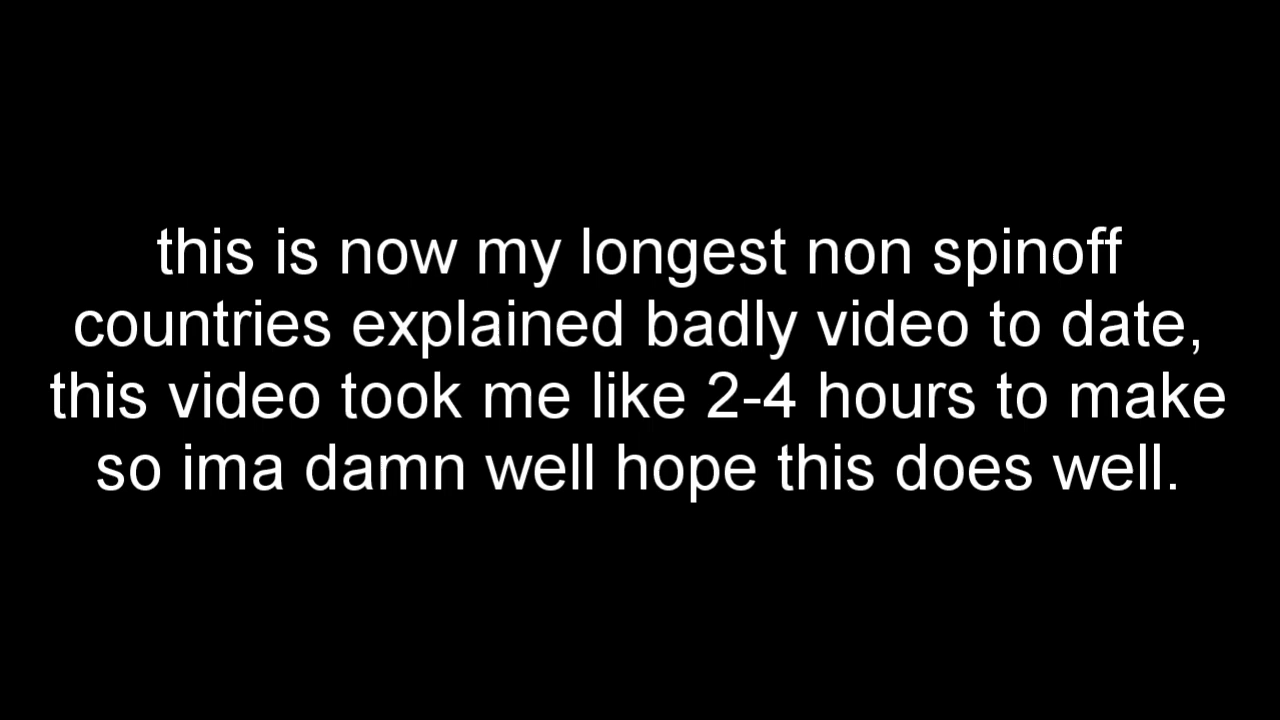 this is now my longest non spinoff
countries explained badly video to date,
this video took me like 2-4 hours to make
so ima damn well hope this does well.